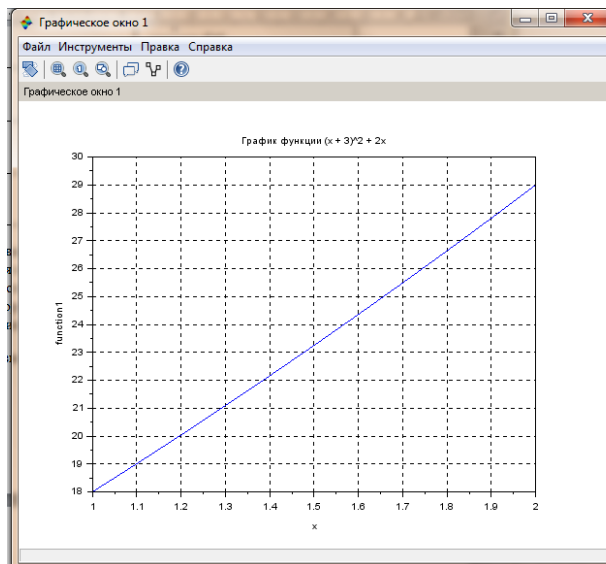 Графическое окно 1
Файл Инструменты Правка Справка
Графическое окно 1
График функции (x + 3)^2 + 2x
30
29
28
27
26
25
24
23
22
21
20
19
18
function1
1 1.1 1.2 1.3 1.4 1.5 1.6 1.7 1.8 1.9 2
x